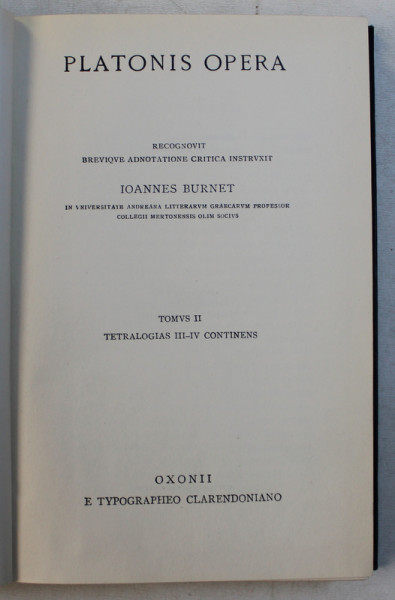 PLATONIS OPERA
RECOGNOVIT
BREVIQVE ADNOTATIONE CRITICA INSTRVXIT
IOANNES BURNET
IN VNIVERSITATE ANDREANA LITTERARVM GRAECARVM PROFESSOR
COLLEGII MERTONENSIS OLIM SOCIVS
TOMVS II
TETRALOGIAS III–IV CONTINENS
OXONII
E TYPOGRAPHEO CLARENDONIANO